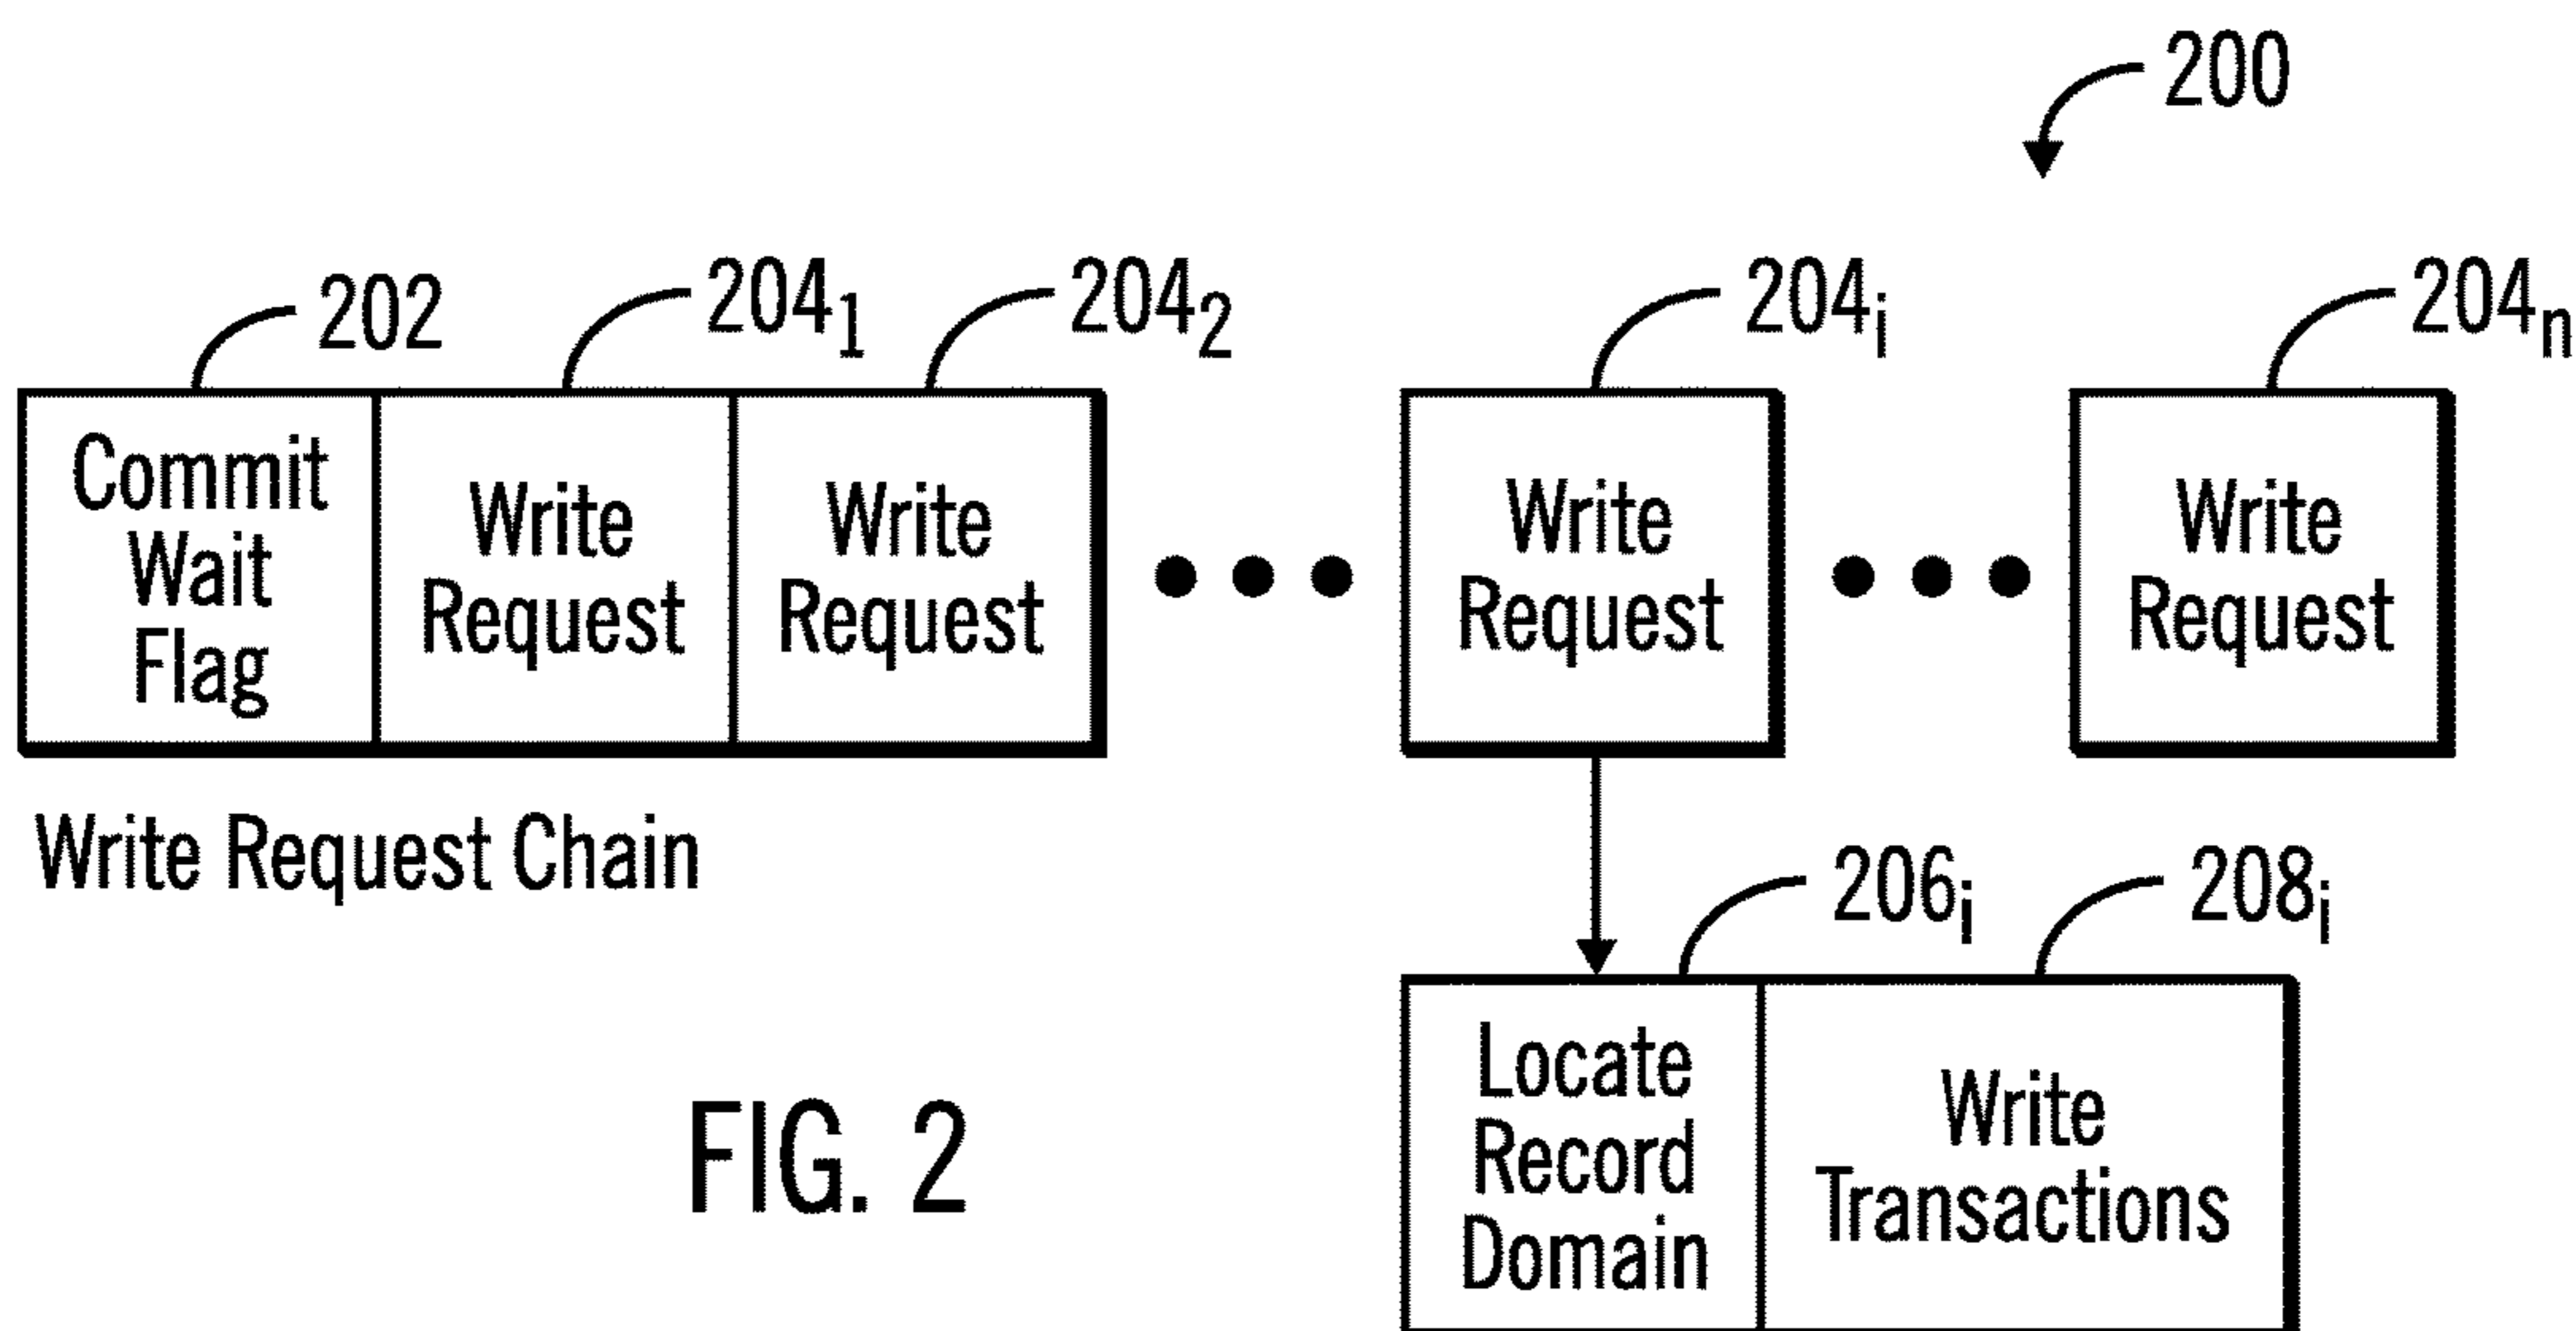 200
202
204₁
204₂
204ᵢ
204ₙ
Commit
Wait
Flag
Write
Request
Write
Request
Write
Request
Write
Request
Write Request Chain
206ᵢ
208ᵢ
Locate
Record
Domain
Write
Transactions
FIG. 2